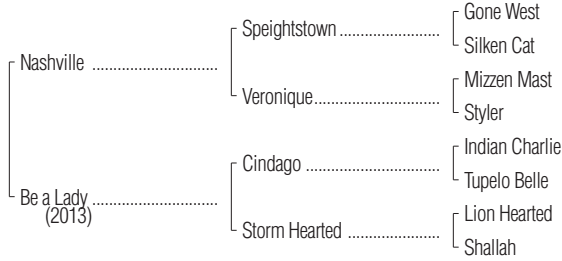 Gone West
Speightstown
Silken Cat
Nashville
Mizzen Mast
Veronique
Styler
Indian Charlie
Cindago
Tupelo Belle
Be a Lady
(2013)
Lion Hearted
Storm Hearted
Shallah